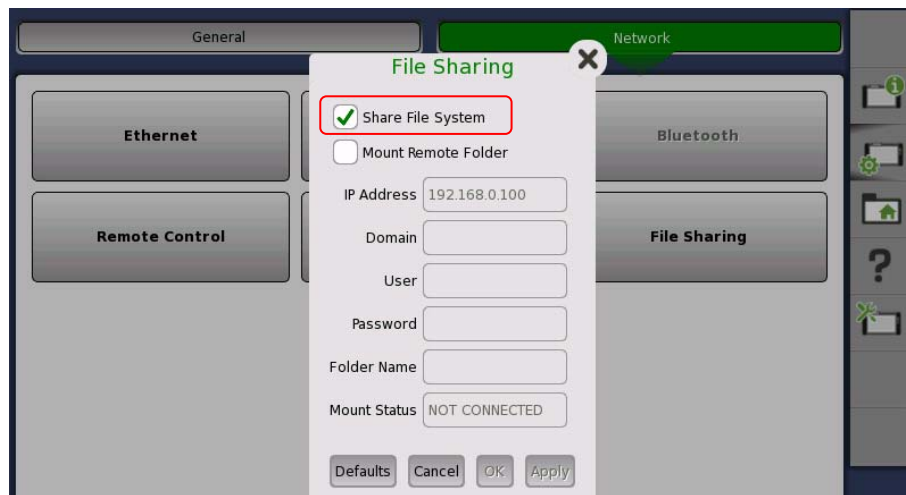 General
Network
File Sharing
Share File System
Ethernet
Bluetooth
Mount Remote Folder
IP Address 192.168.0.100
Remote Control
Domain
File Sharing
User
Password
Folder Name
Mount Status NOT CONNECTED
Defaults Cancel OK Apply